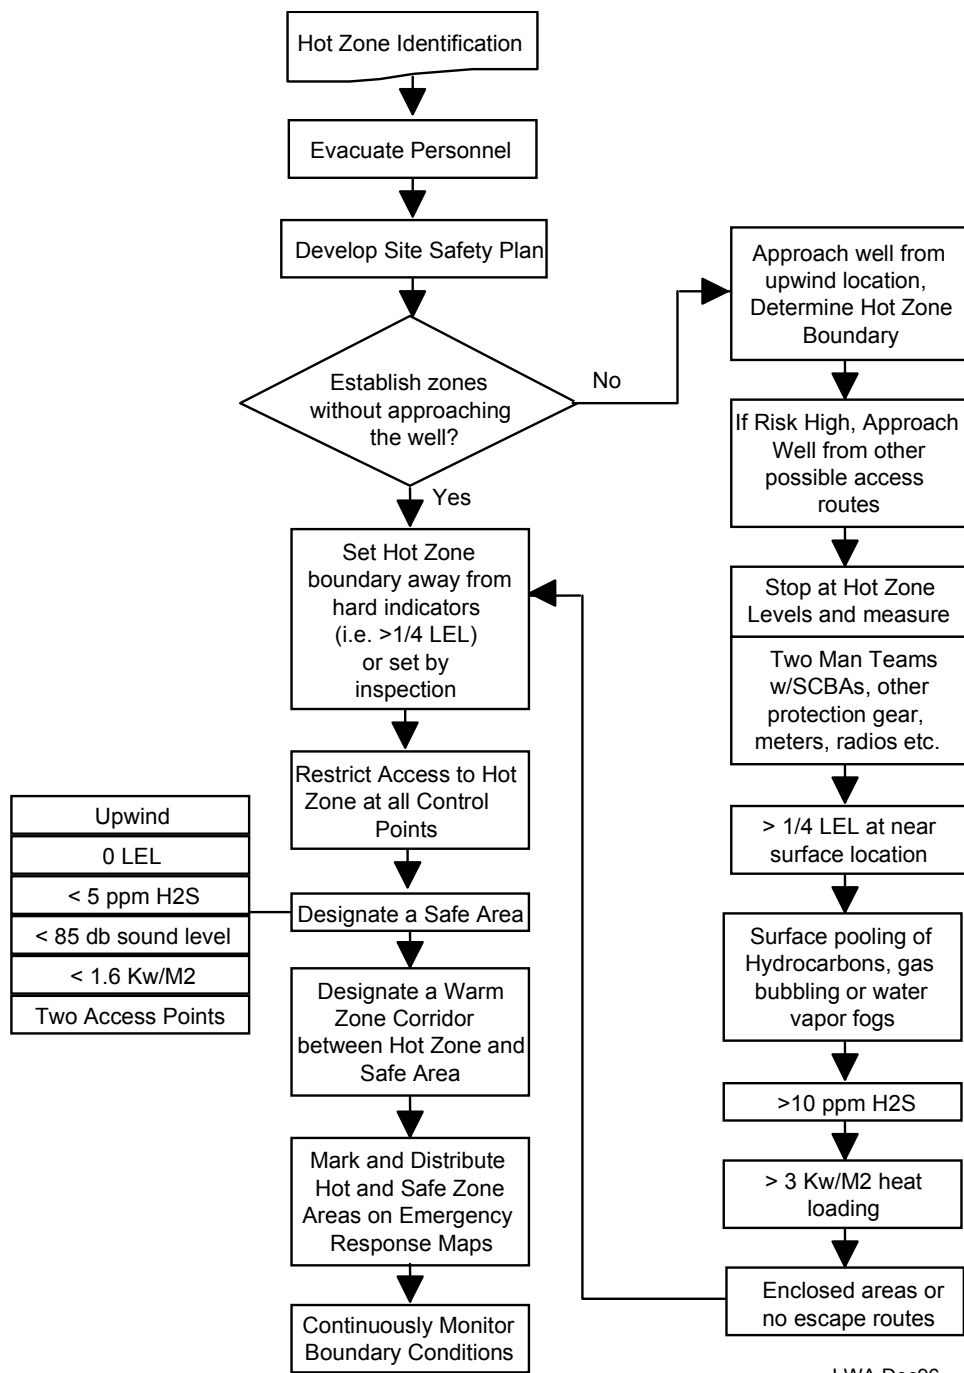 Hot Zone Identification
Evacuate Personnel
Develop Site Safety Plan
Establish zones
without approaching
the well?
No
Yes
Set Hot Zone
boundary away from
hard indicators
(i.e. >1/4 LEL)
or set by
inspection
Restrict Access to Hot
Zone at all Control
Points
Designate a Safe Area
Upwind
0 LEL
< 5 ppm H2S
< 85 db sound level
< 1.6 Kw/M2
Two Access Points
Designate a Warm
Zone Corridor
between Hot Zone and
Safe Area
Mark and Distribute
Hot and Safe Zone
Areas on Emergency
Response Maps
Continuously Monitor
Boundary Conditions
Approach well from
upwind location,
Determine Hot Zone
Boundary
If Risk High, Approach
Well from other
possible access
routes
Stop at Hot Zone
Levels and measure
Two Man Teams
w/SCBAs, other
protection gear,
meters, radios etc.
> 1/4 LEL at near
surface location
Surface pooling of
Hydrocarbons, gas
bubbling or water
vapor fogs
>10 ppm H2S
> 3 Kw/M2 heat
loading
Enclosed areas or
no escape routes